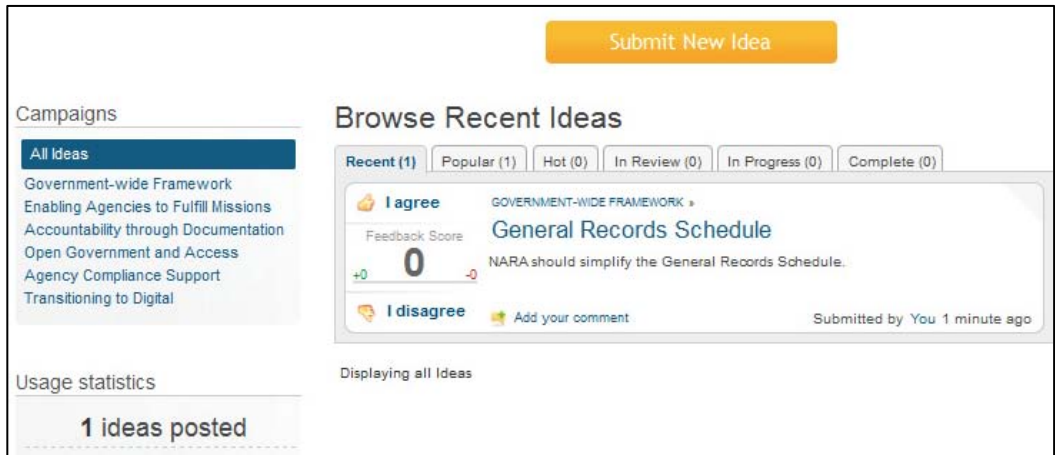 Submit New Idea
Campaigns
All Ideas
Government-wide Framework
Enabling Agencies to Fulfill Missions
Accountability through Documentation
Open Government and Access
Agency Compliance Support
Transitioning to Digital
Usage statistics
1 ideas posted
Browse Recent Ideas
Recent (1) Popular (1) Hot (0) In Review (0) In Progress (0) Complete (0)
I agree
Feedback Score
0
+0 -0
I disagree
GOVERNMENT-WIDE FRAMEWORK »
General Records Schedule
NARA should simplify the General Records Schedule.
Add your comment
Submitted by You 1 minute ago
Displaying all Ideas